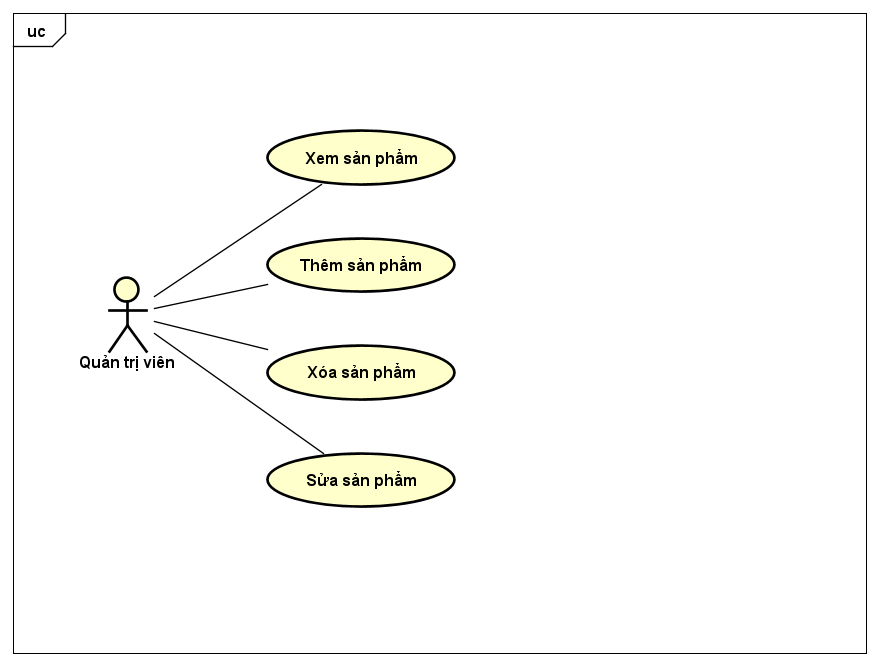 uc
Xem sản phẩm
Thêm sản phẩm
Quản trị viên
Xóa sản phẩm
Sửa sản phẩm